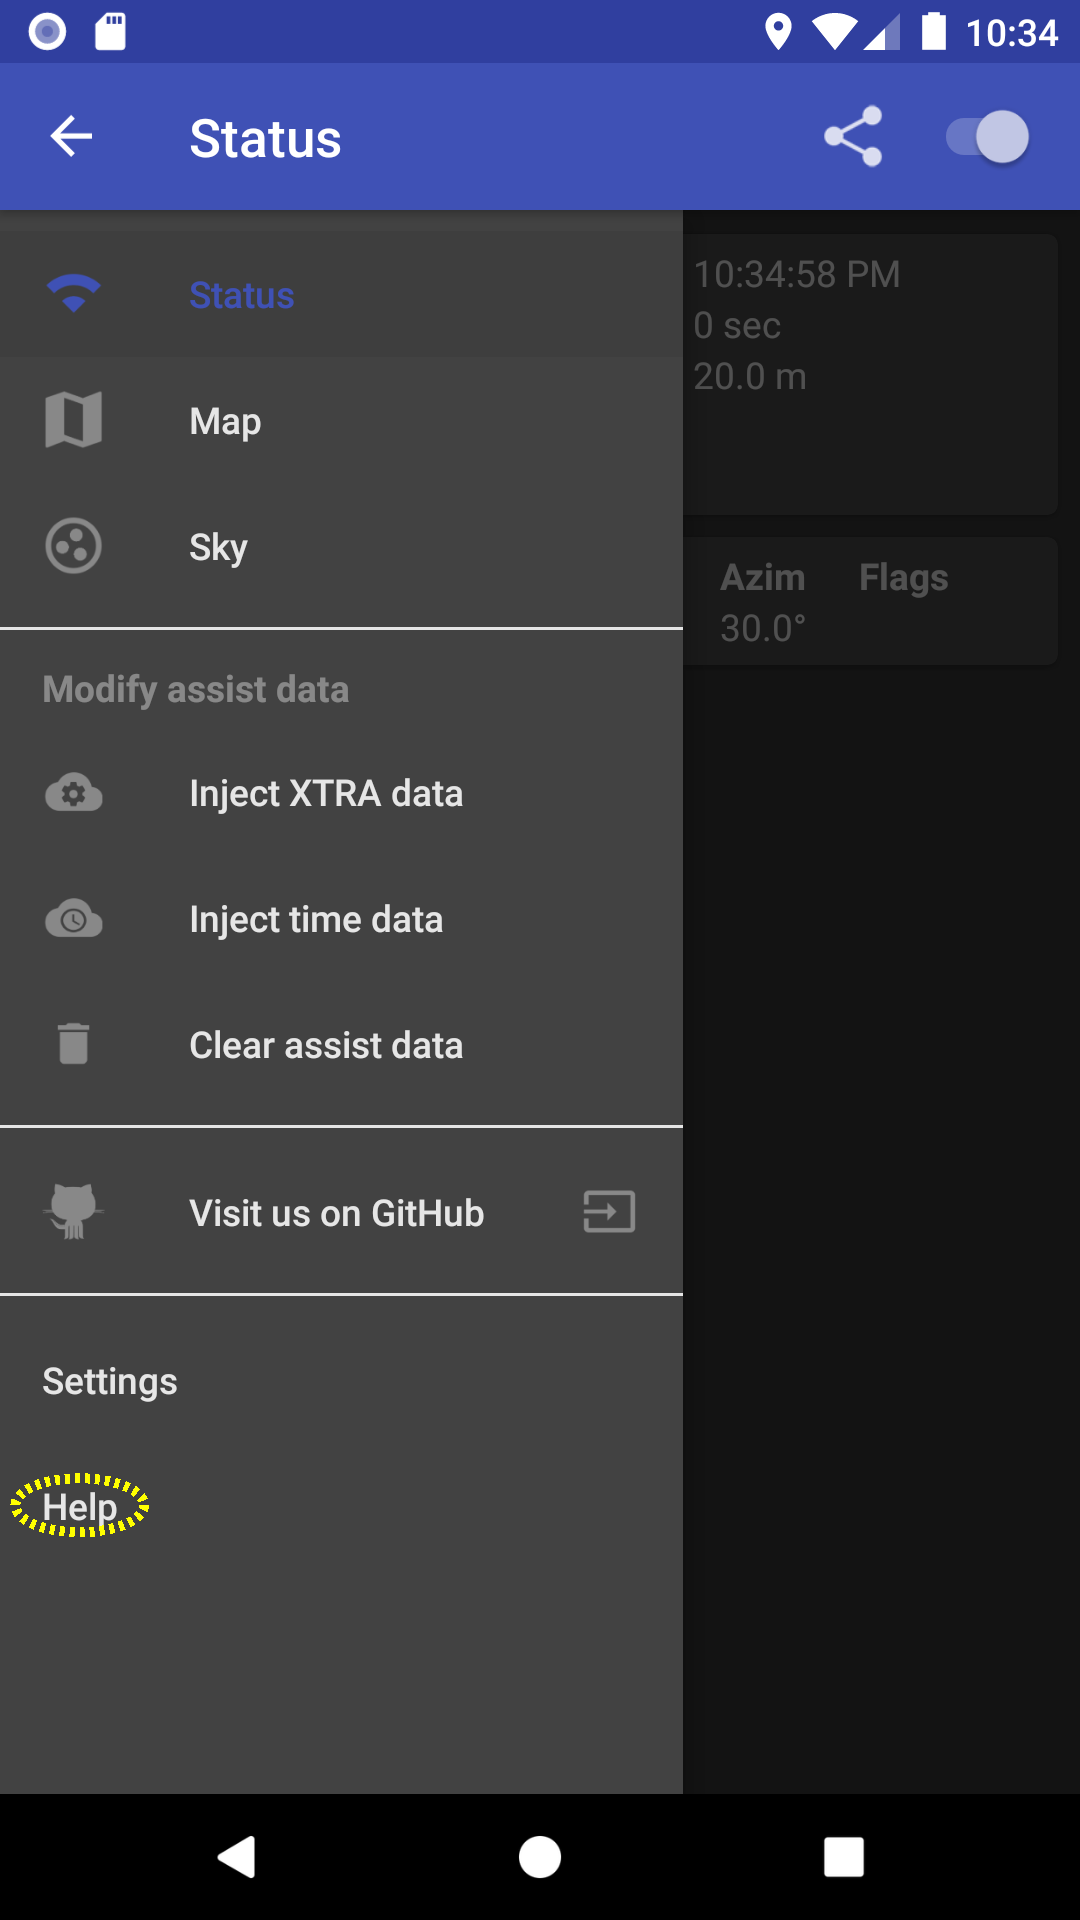 10:34
Status
Status
10:34:58 PM
0 sec
20.0 m
Map
Sky
Azim Flags
30.0°
Modify assist data
Inject XTRA data
Inject time data
Clear assist data
Visit us on GitHub
Settings
Help